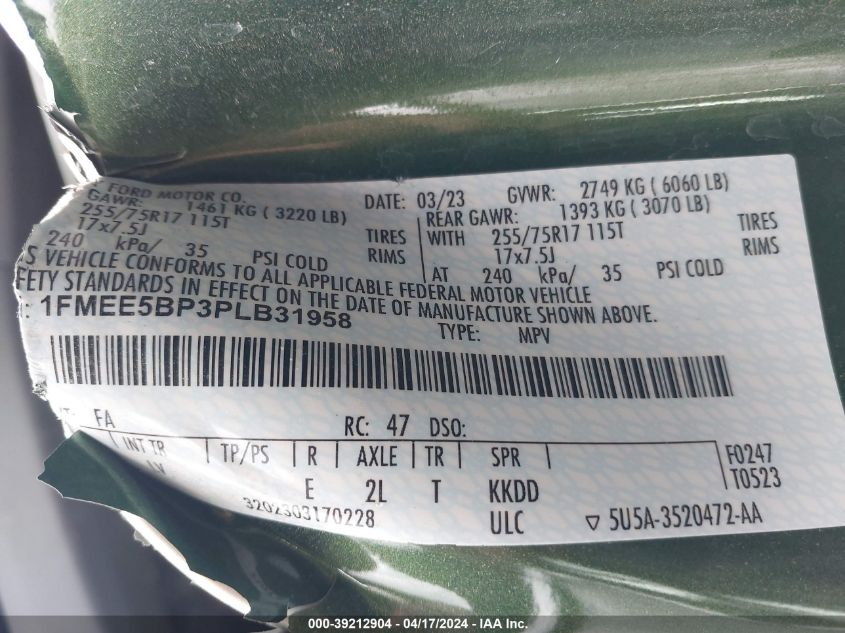 FORD MOTOR CO. DATE: 03/23 GVWR: 2749 KG ( 6060 LB)
GAWR: 1461 KG ( 3220 LB) REAR GAWR: 1393 KG ( 3070 LB)
255/75R17 115T TIRES WITH 255/75R17 115T TIRES
17x7.5J RIMS 17x7.5J RIMS
240 kPa/ 35 PSI COLD AT 240 kPa/ 35 PSI COLD
S VEHICLE CONFORMS TO ALL APPLICABLE FEDERAL MOTOR VEHICLE
FETY STANDARDS IN EFFECT ON THE DATE OF MANUFACTURE SHOWN ABOVE.
: 1FMEE5BP3PLB31958 TYPE: MPV
FA RC: 47 DSO:
INT TR TP/PS R AXLE TR SPR F0247
LV E 2L T KKDD T0523
3202303170228 ULC ▽ 5U5A-3520472-AA
000-39212904 - 04/17/2024 - IAA Inc.